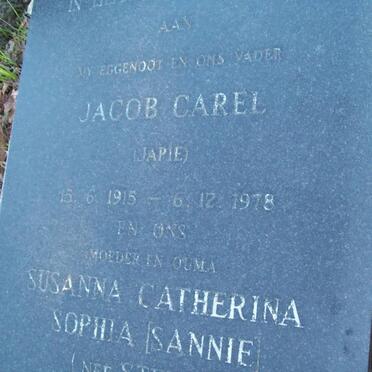 AAN
MY EGGENOOT EN ONS VADER
JACOB CAREL
(JAPIE)
15. 6. 1915 – 6. 12. 1978
EN ONS
MOEDER EN OUMA
SUSANNA CATHERINA
SOPHIA [SANNIE]